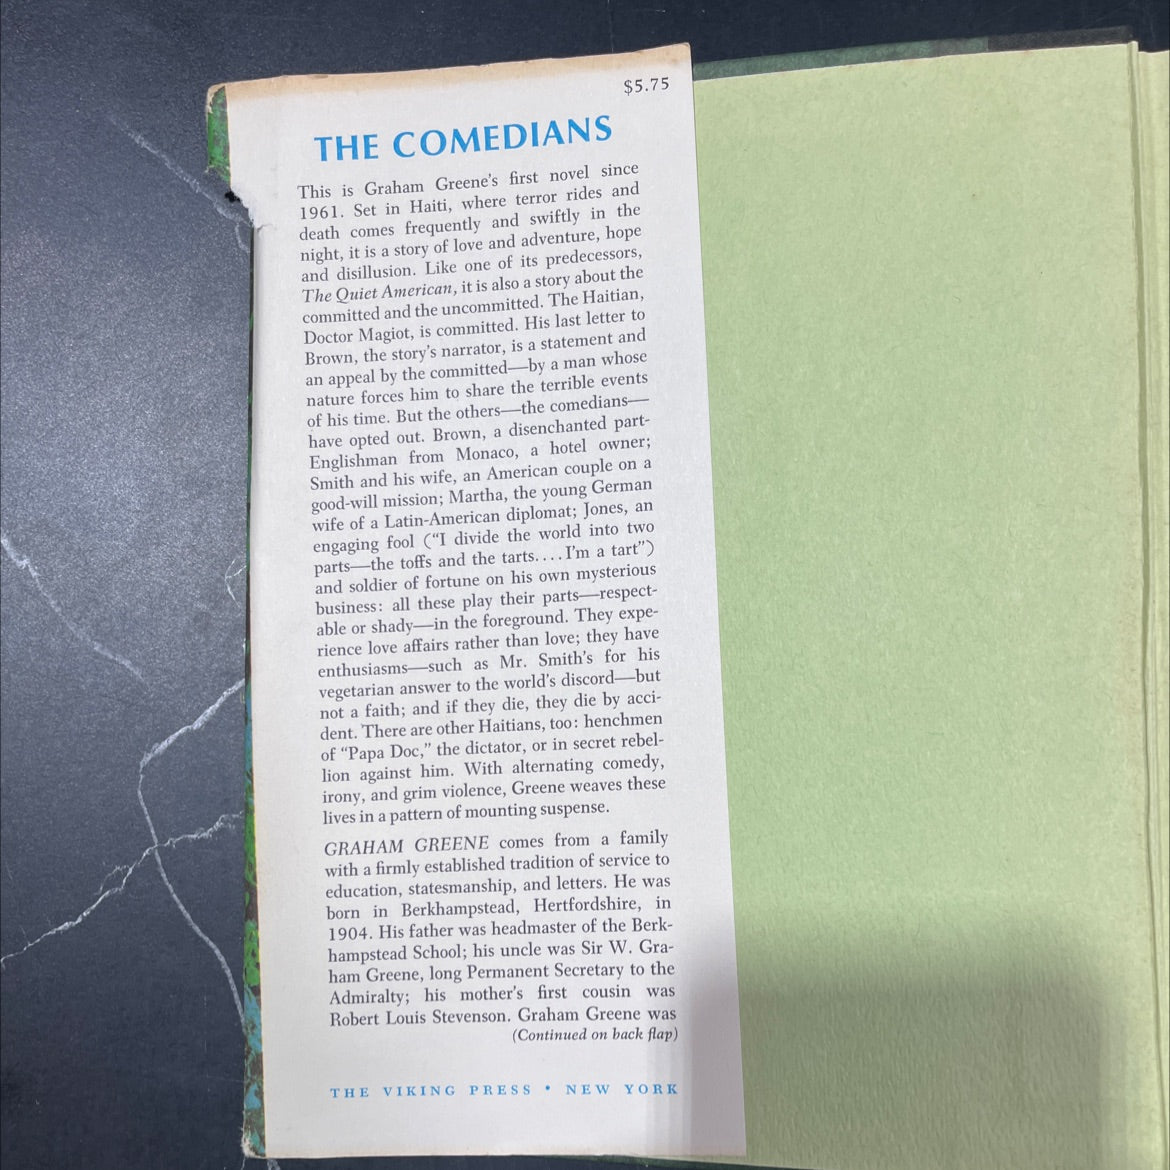 $5.75
THE COMEDIANS
This is Graham Greene's first novel since
1961. Set in Haiti, where terror rides and
death comes frequently and swiftly in the
night, it is a story of love and adventure, hope
and disillusion. Like one of its predecessors,
The Quiet American, it is also a story about the
committed and the uncommitted. The Haitian,
Doctor Magiot, is committed. His last letter to
Brown, the story's narrator, is a statement and
an appeal by the committed—by a man whose
nature forces him to share the terrible events
of his time. But the others—the comedians—
have opted out. Brown, a disenchanted part-
Englishman from Monaco, a hotel owner;
Smith and his wife, an American couple on a
good-will mission; Martha, the young German
wife of a Latin-American diplomat; Jones, an
engaging fool (“I divide the world into two
parts—the toffs and the tarts.... I'm a tart”)
and soldier of fortune on his own mysterious
business: all these play their parts—respect-
able or shady—in the foreground. They expe-
rience love affairs rather than love; they have
enthusiasms—such as Mr. Smith's for his
vegetarian answer to the world's discord—but
not a faith; and if they die, they die by acci-
dent. There are other Haitians, too: henchmen
of “Papa Doc,” the dictator, or in secret rebel-
lion against him. With alternating comedy,
irony, and grim violence, Greene weaves these
lives in a pattern of mounting suspense.
GRAHAM GREENE comes from a family
with a firmly established tradition of service to
education, statesmanship, and letters. He was
born in Berkhampstead, Hertfordshire, in
1904. His father was headmaster of the Berk-
hampstead School; his uncle was Sir W. Gra-
ham Greene, long Permanent Secretary to the
Admiralty; his mother's first cousin was
Robert Louis Stevenson. Graham Greene was
(Continued on back flap)
THE VIKING PRESS • NEW YORK